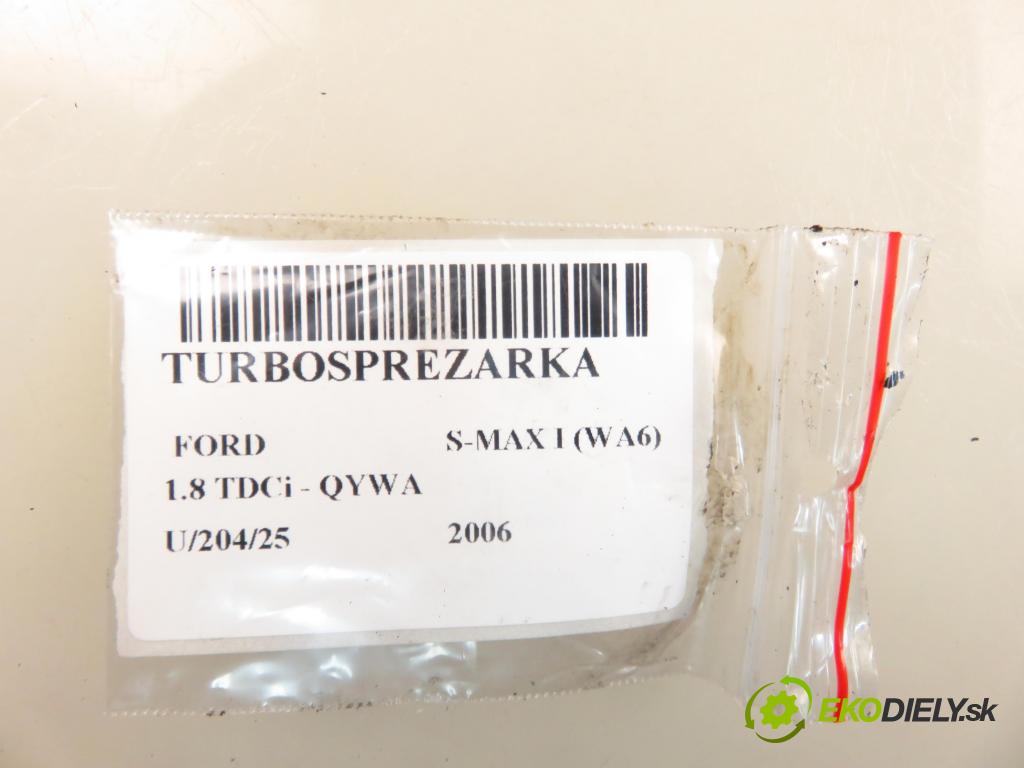 TURBOSPREZARKA
FORD S-MAX I (WA6)
1.8 TDCi - QYWA
U/204/25 2006
EKODIELY.sk